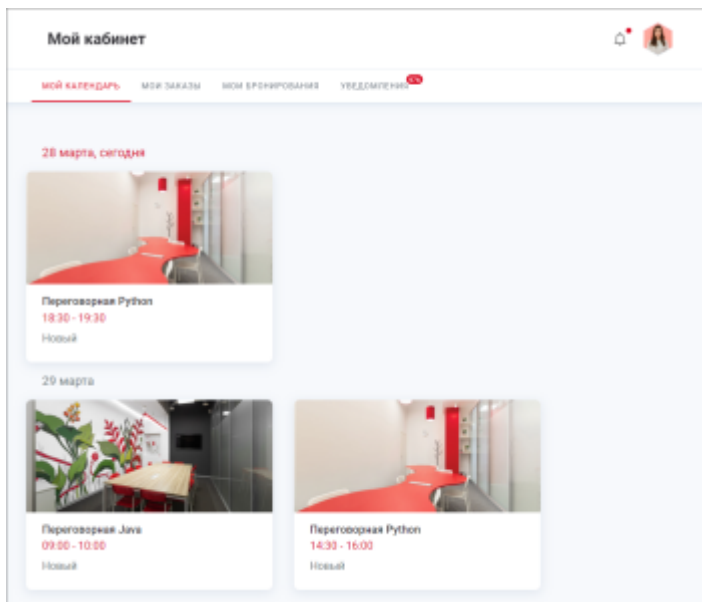 Мой кабинет
МОЙ КАЛЕНДАРЬ МОИ ЗАКАЗЫ МОИ БРОНИРОВАНИЯ УВЕДОМЛЕНИЯ
28 марта, сегодня
Переговорная Python
18:30 - 19:30
Новый
29 марта
Переговорная Java
09:00 - 10:00
Новый
Переговорная Python
14:30 - 16:00
Новый